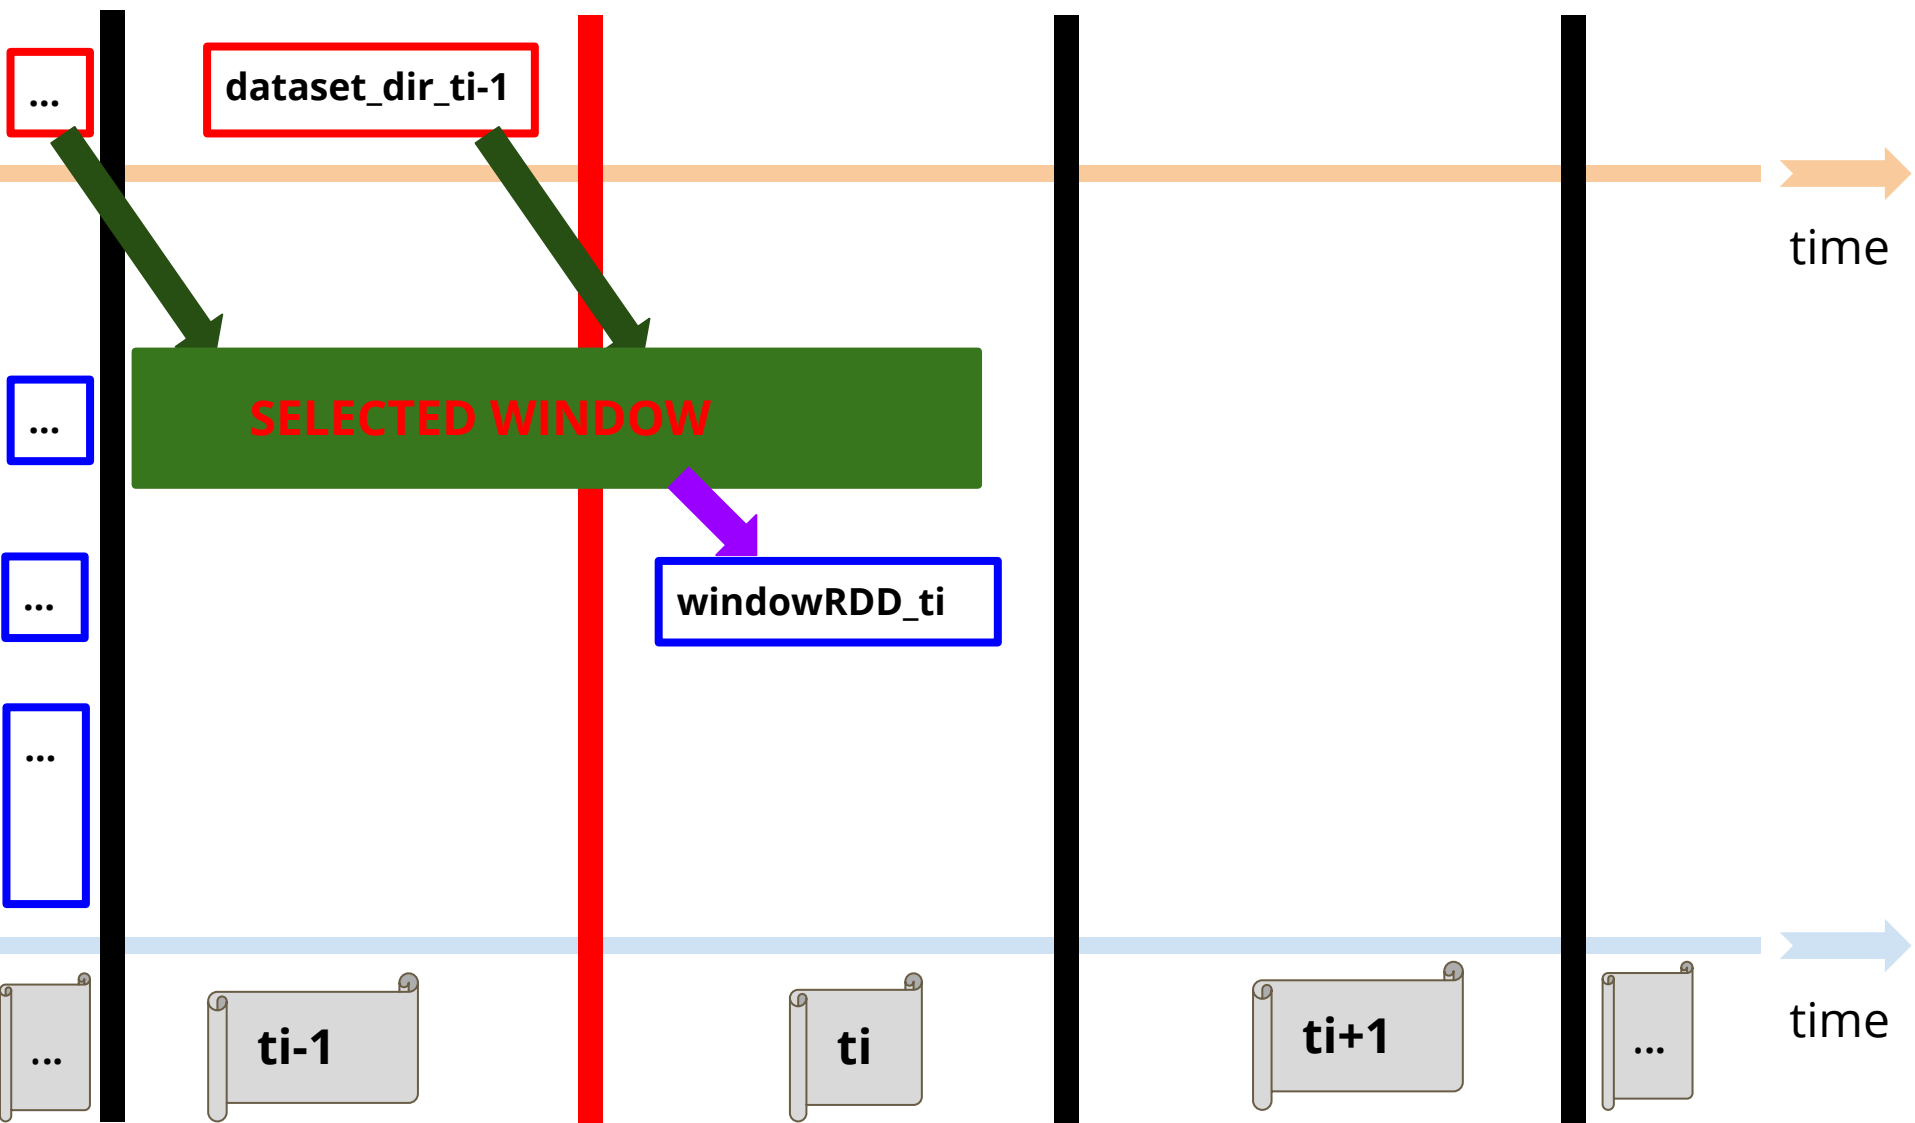 ...
dataset_dir_ti-1
time
...
SELECTED WINDOW
...
windowRDD_ti
...
time
...
ti-1
ti
ti+1
...